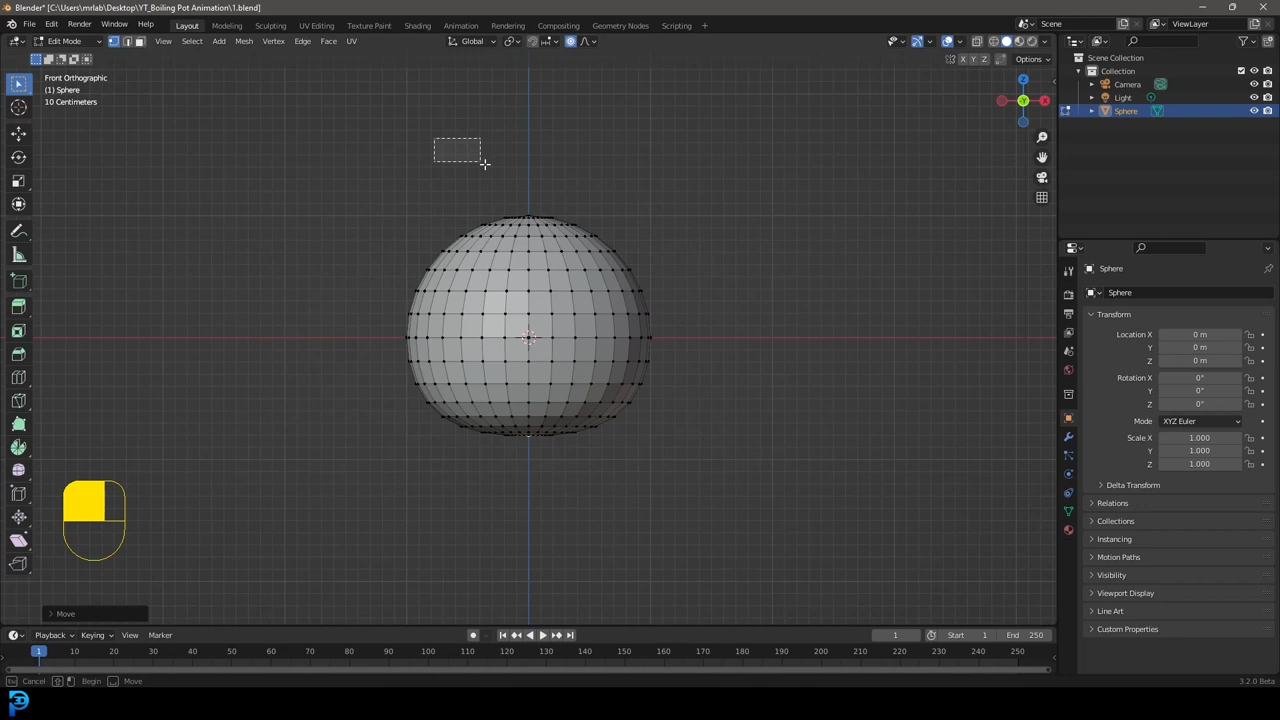 Blender* [C:\Users\mrlab\Desktop\YT_Boiling Pot Animation\1.blend]
File Edit Render Window Help Layout Modeling Sculpting UV Editing Texture Paint Shading Animation Rendering Compositing Geometry Nodes Scripting + Scene ViewLayer
Edit Mode View Select Add Mesh Vertex Edge Face UV Global
X Y Z Options
Front Orthographic
(1) Sphere
10 Centimeters
Z
Y
X
Move
Scene Collection
Collection
Camera
Light
Sphere
Sphere
Sphere
Transform
Location X 0 m
Y 0 m
Z 0 m
Rotation X 0°
Y 0°
Z 0°
Mode XYZ Euler
Scale X 1.000
Y 1.000
Z 1.000
Delta Transform
Relations
Collections
Instancing
Motion Paths
Visibility
Viewport Display
Line Art
Custom Properties
Playback Keying View Marker 1 Start 1 End 250
1 10 20 30 40 50 60 70 80 90 100 110 120 130 140 150 160 170 180 190 200 210 220 230 240 250
Cancel Begin Move 3.2.0 Beta